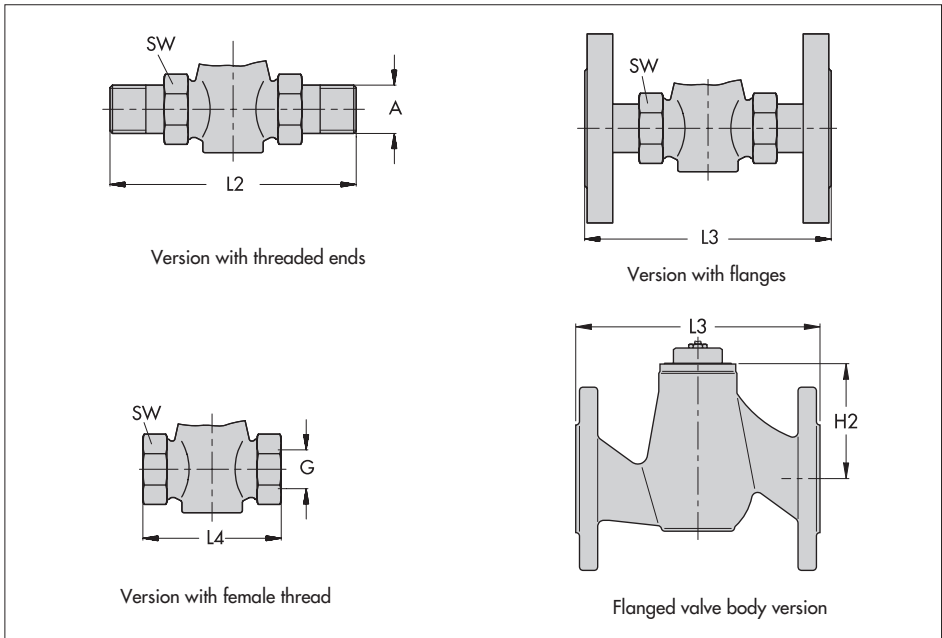 SW
A
L2
Version with threaded ends
SW
L3
Version with flanges
SW
G
L4
Version with female thread
L3
H2
Flanged valve body version